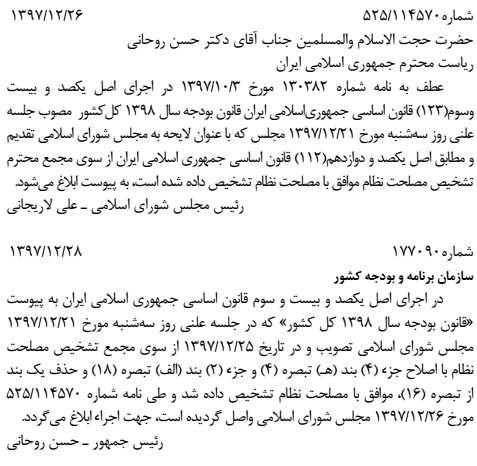 شماره۵۲۵/۱۱۴۵۷۰ ۱۳۹۷/۱۲/۲۶
حضرت حجت الاسلام والمسلمین جناب آقای دکتر حسن روحانی
ریاست محترم جمهوری اسلامی ایران
عطف به نامه شماره ۱۳۰۳۸۲ مورخ ۱۳۹۷/۱۰/۳ در اجرای اصل یکصد و بیست
وسوم(۱۲۳) قانون اساسی جمهوری‌اسلامی ایران قانون بودجه سال ۱۳۹۸ کل‌کشور مصوب جلسه
علنی روز سه‌شنبه مورخ ۱۳۹۷/۱۲/۲۱ مجلس که با عنوان لایحه به مجلس شورای اسلامی تقدیم
و مطابق اصل یکصد و دوازدهم(۱۱۲) قانون اساسی جمهوری اسلامی ایران از سوی مجمع محترم
تشخیص مصلحت نظام موافق با مصلحت نظام تشخیص داده شده است، به پیوست ابلاغ می‌شود.
رئیس مجلس شورای اسلامی ـ علی لاریجانی
شماره۱۷۷۰۹۰ ۱۳۹۷/۱۲/۲۸
سازمان برنامه و بودجه کشور
در اجرای اصل یکصد و بیست و سوم قانون اساسی جمهوری اسلامی ایران به پیوست
«قانون بودجه سال ۱۳۹۸ کل کشور» که در جلسه علنی روز سه‌شنبه مورخ ۱۳۹۷/۱۲/۲۱
مجلس شورای اسلامی تصویب و در تاریخ ۱۳۹۷/۱۲/۲۵ از سوی مجمع تشخیص مصلحت
نظام با اصلاح جزء (۴) بند (هـ) تبصره (۴) و جزء (۲) بند (الف) تبصره (۱۸) و حذف یک بند
از تبصره (۱۶)، موافق با مصلحت نظام تشخیص داده شد و طی نامه شماره ۵۲۵/۱۱۴۵۷۰
مورخ ۱۳۹۷/۱۲/۲۶ مجلس شورای اسلامی واصل گردیده است، جهت اجراء ابلاغ می‌گردد.
رئیس جمهور ـ حسن روحانی